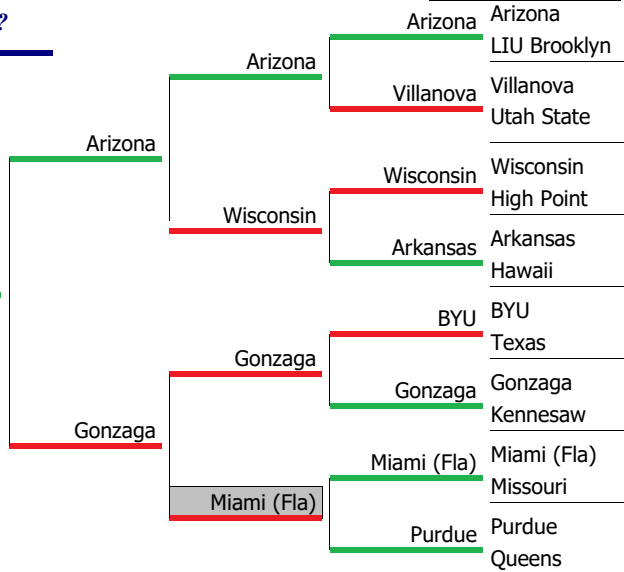 ?
Arizona
Arizona
LIU Brooklyn
Arizona
Villanova
Villanova
Utah State
Arizona
Wisconsin
Wisconsin
High Point
Wisconsin
Arkansas
Arkansas
Hawaii
BYU
BYU
Texas
Gonzaga
Gonzaga
Gonzaga
Kennesaw
Gonzaga
Miami (Fla)
Miami (Fla)
Missouri
Miami (Fla)
Purdue
Purdue
Queens